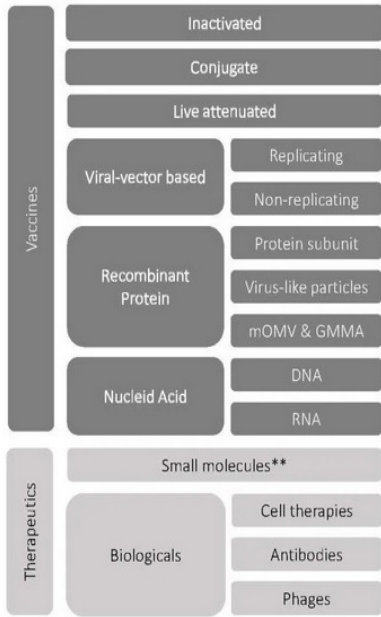 Vaccines
Inactivated
Conjugate
Live attenuated
Viral-vector based
Replicating
Non-replicating
Recombinant
Protein
Protein subunit
Virus-like particles
mOMV & GMMA
Nucleid Acid
DNA
RNA
Therapeutics
Small molecules**
Biologicals
Cell therapies
Antibodies
Phages